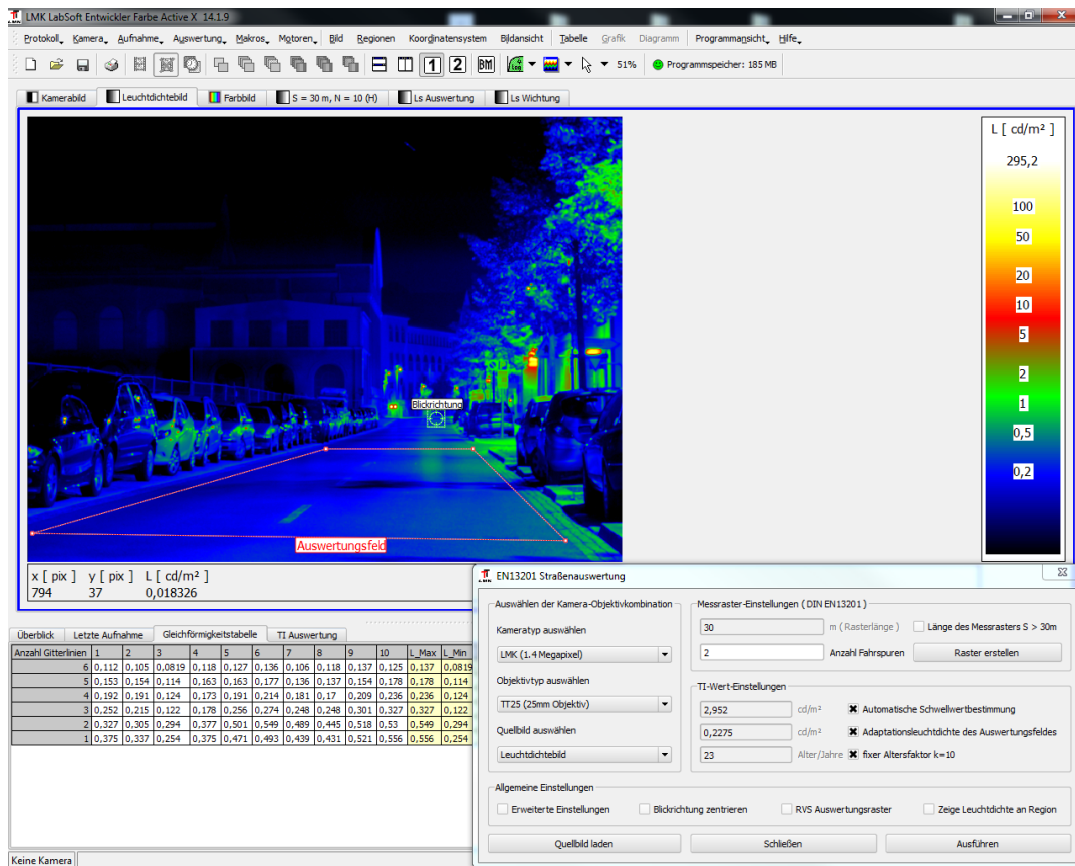 LMK LabSoft Entwickler Farbe Active X 14.1.9
Protokoll Kamera Aufnahme Auswertung Makros Motoren Bild Regionen Koordinatensystem Bildansicht Tabelle Grafik Diagramm Programmansicht Hilfe
1 2 BM log 51% Programmspeicher: 185 MB
Kamerabild Leuchtdichtebild Farbbild S = 30 m, N = 10 (H) Ls Auswertung Ls Wichtung
L [ cd/m² ]
295,2
100
50
20
10
5
2
1
0,5
0,2
Blickrichtung
Auswertungsfeld
x [ pix ] y [ pix ] L [ cd/m² ]
794 37 0,018326
Überblick Letzte Aufnahme Gleichförmigkeitstabelle TI Auswertung
Anzahl Gitterlinien 1 2 3 4 5 6 7 8 9 10 L_Max L_Min
6 0,112 0,105 0,0819 0,118 0,127 0,136 0,106 0,118 0,137 0,125 0,137 0,0819
5 0,153 0,154 0,114 0,163 0,163 0,177 0,136 0,137 0,154 0,178 0,178 0,114
4 0,192 0,191 0,124 0,173 0,191 0,214 0,181 0,17 0,209 0,236 0,236 0,124
3 0,252 0,215 0,122 0,178 0,256 0,274 0,248 0,248 0,301 0,327 0,327 0,122
2 0,327 0,305 0,294 0,377 0,501 0,549 0,489 0,445 0,518 0,53 0,549 0,294
1 0,375 0,337 0,254 0,375 0,471 0,493 0,439 0,431 0,521 0,556 0,556 0,254
Keine Kamera
EN13201 Straßenauswertung
Auswählen der Kamera-Objektivkombination
Kameratyp auswählen
LMK (1.4 Megapixel)
Objektivtyp auswählen
TT25 (25mm Objektiv)
Quellbild auswählen
Leuchtdichtebild
Messraster-Einstellungen ( DIN EN13201 )
30 m ( Rasterlänge ) Länge des Messrasters S > 30m
2 Anzahl Fahrspuren Raster erstellen
TI-Wert-Einstellungen
2,952 cd/m² Automatische Schwellwertbestimmung
0,2275 cd/m² Adaptationsleuchtdichte des Auswertungsfeldes
23 Alter/Jahre fixer Altersfaktor k=10
Allgemeine Einstellungen
Erweiterte Einstellungen Blickrichtung zentrieren RVS Auswertungsraster Zeige Leuchtdichte an Region
Quellbild laden Schließen Ausführen